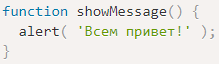 function showMessage() {
  alert( 'Всем привет!' );
}